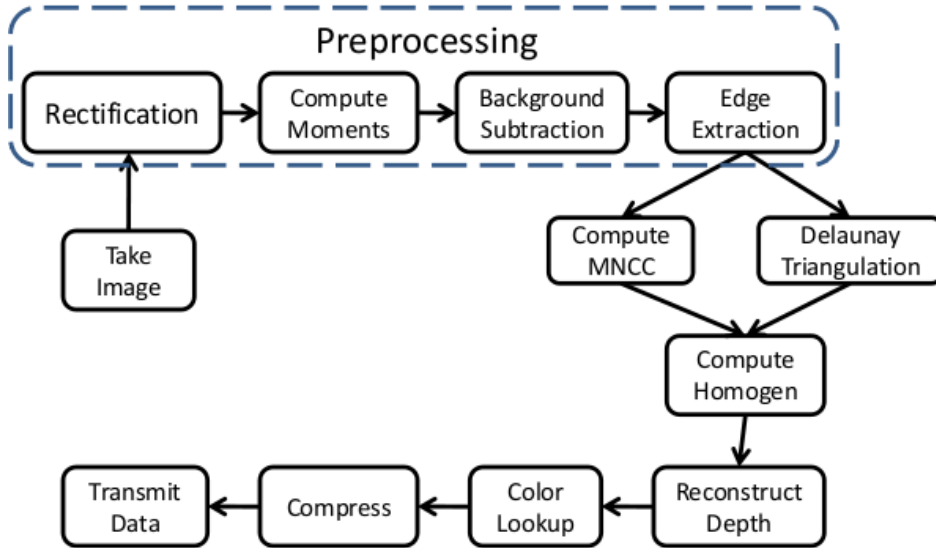 Preprocessing
Rectification
Compute
Moments
Background
Subtraction
Edge
Extraction
Take
Image
Compute
MNCC
Delaunay
Triangulation
Compute
Homogen
Reconstruct
Depth
Color
Lookup
Compress
Transmit
Data